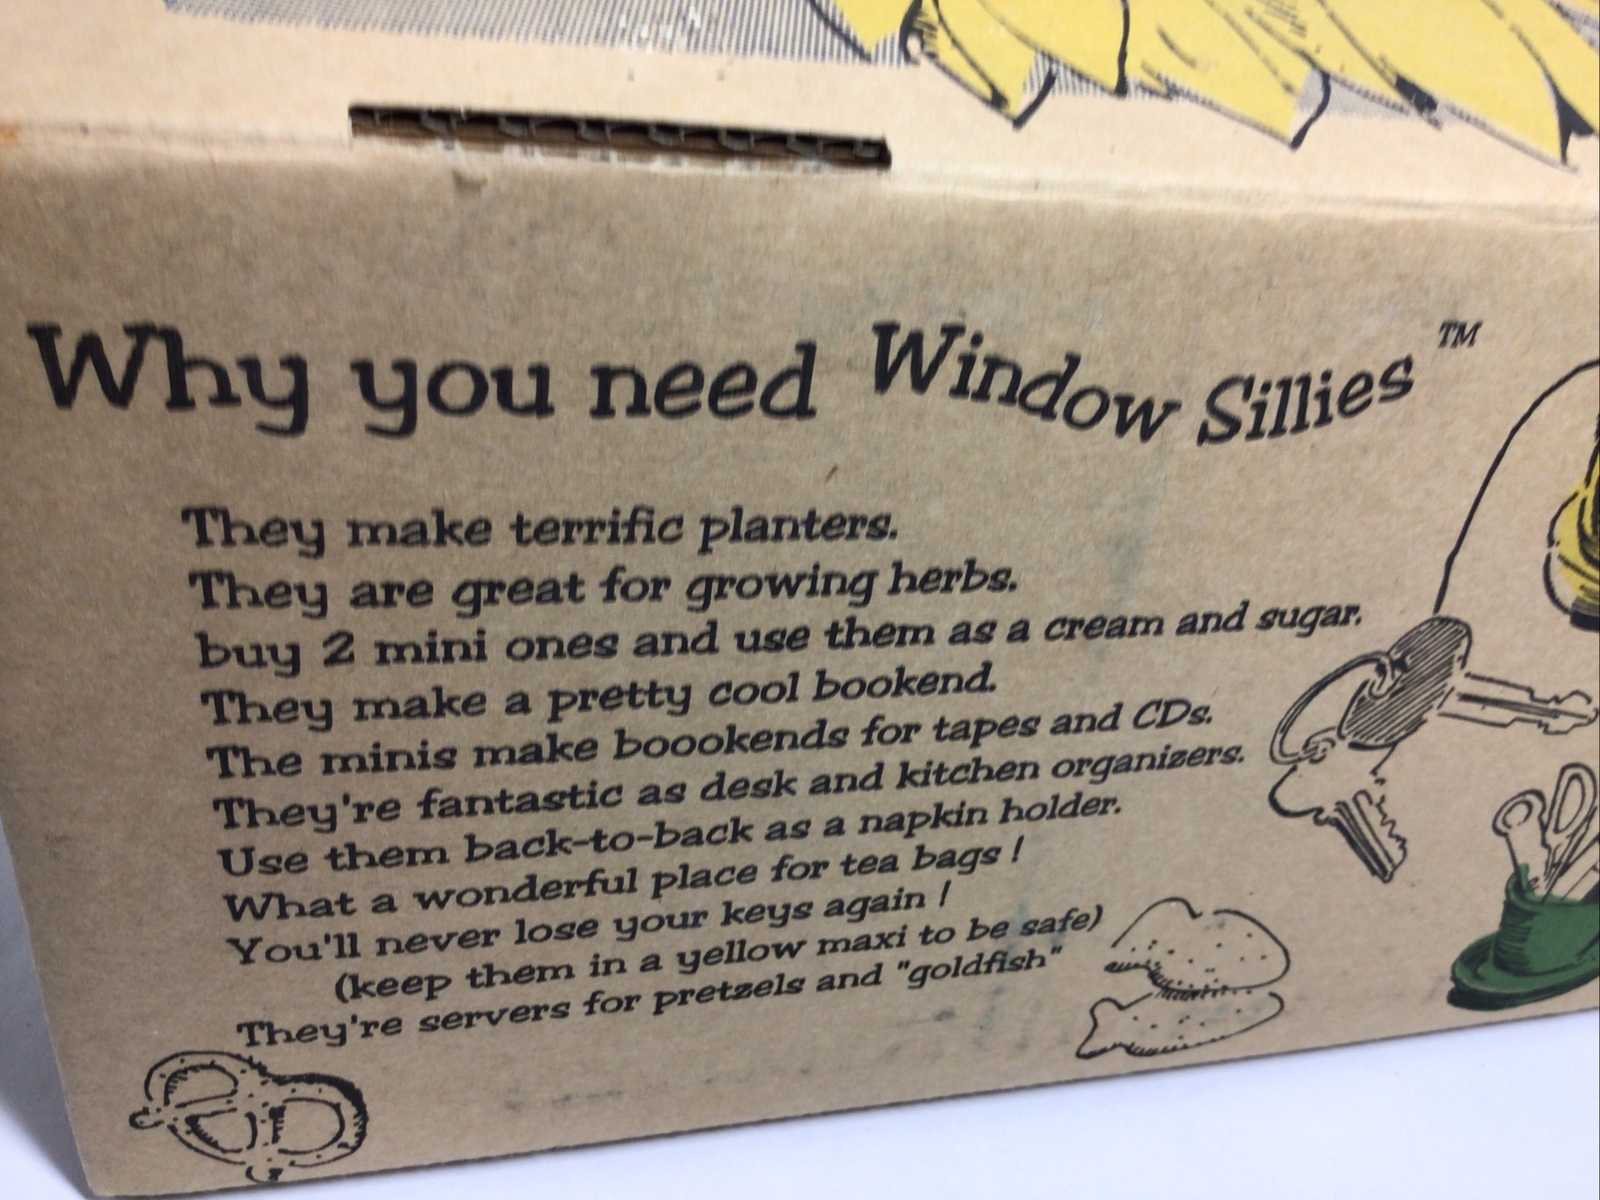 Why you need Window Sillies™
They make terrific planters.
They are great for growing herbs.
buy 2 mini ones and use them as a cream and sugar.
They make a pretty cool bookend.
The minis make boookends for tapes and CDs.
They're fantastic as desk and kitchen organizers.
Use them back-to-back as a napkin holder.
What a wonderful place for tea bags !
You'll never lose your keys again !
(keep them in a yellow maxi to be safe)
They're servers for pretzels and "goldfish"